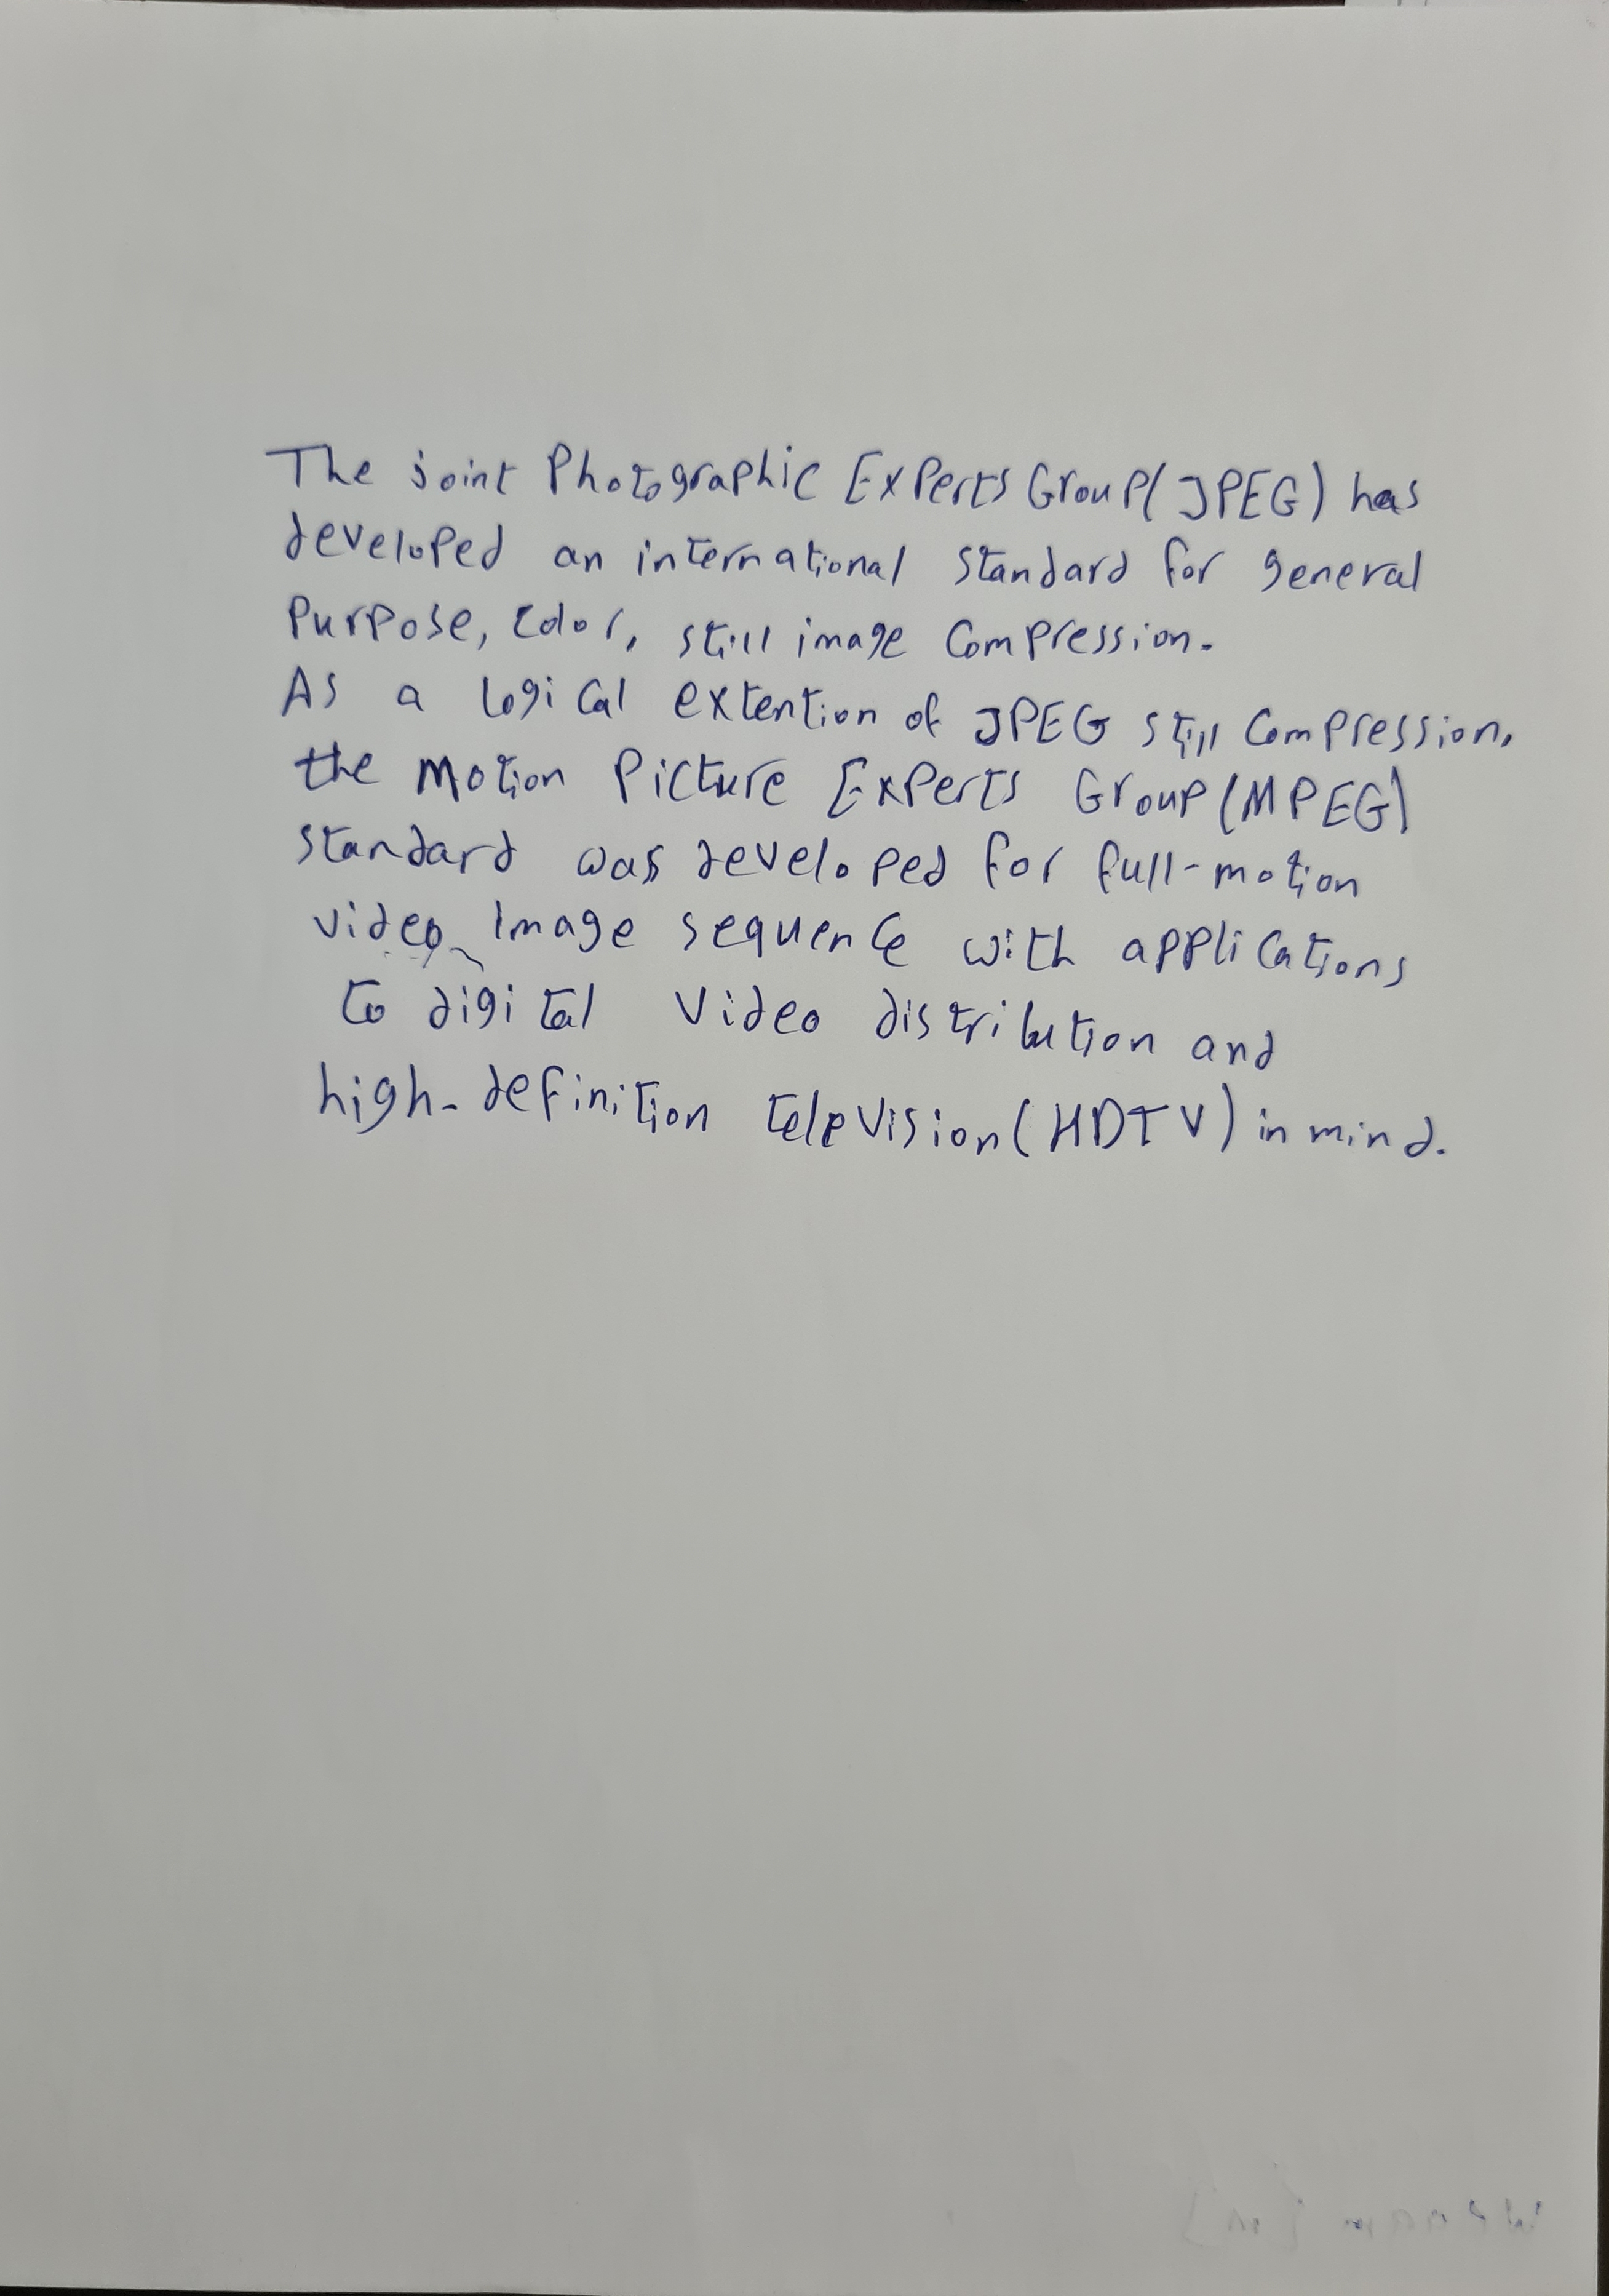 The joint Photographic Experts Group (JPEG) has
developed an international standard for general
Purpose, color, still image compression.
As a logical extention of JPEG still compression,
the Motion Picture Experts Group (MPEG)
standard was developed for full-motion
video image sequence with applications
to digital video distribution and
high-definition television (HDTV) in mind.